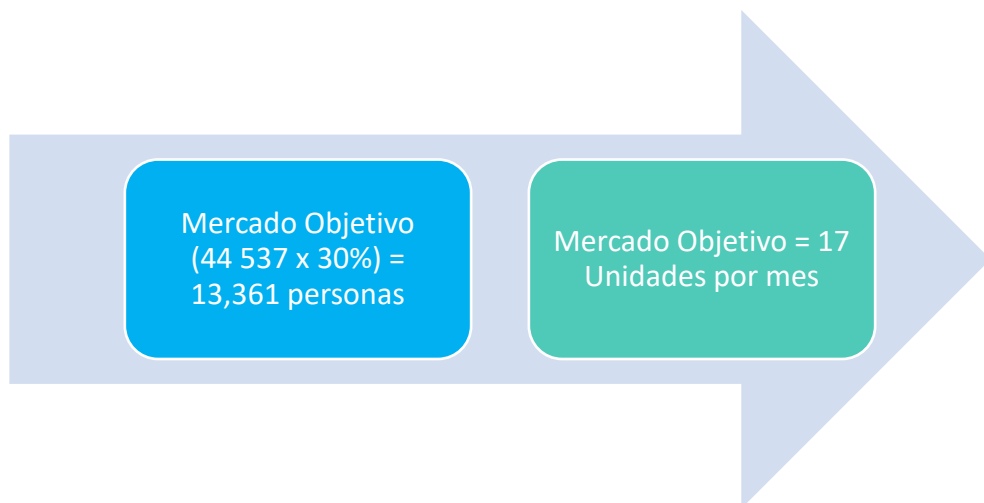 Mercado Objetivo
(44 537 x 30%) =
13,361 personas
Mercado Objetivo = 17
Unidades por mes